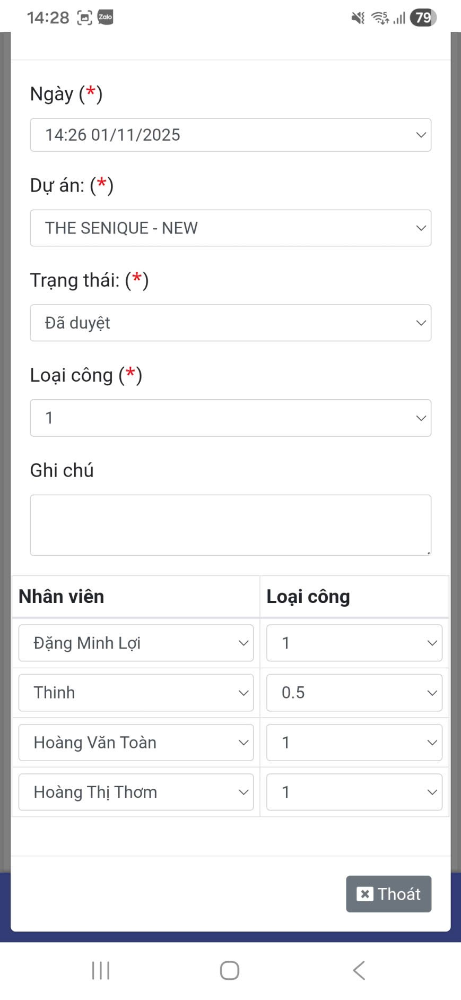 14:28 Zalo 5 79
Ngày (*)
14:26 01/11/2025
Dự án: (*)
THE SENIQUE - NEW
Trạng thái: (*)
Đã duyệt
Loại công (*)
1
Ghi chú
Nhân viên Loại công
Đặng Minh Lợi 1
Thinh 0.5
Hoàng Văn Toàn 1
Hoàng Thị Thơm 1
Thoát